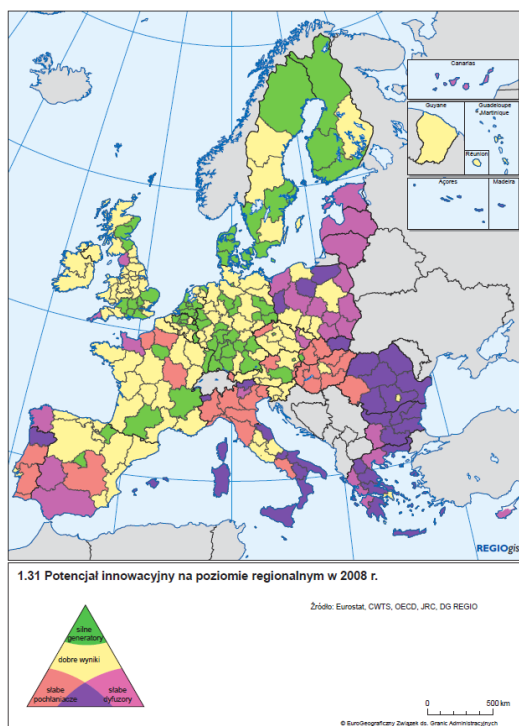 Canarias
Guyane
Guadeloupe
Martinique
Réunion
Açores
Madeira
REGIOgis
1.31 Potencjał innowacyjny na poziomie regionalnym w 2008 r.
Źródło: Eurostat, CWTS, OECD, JRC, DG REGIO
silne
generatory
dobre wyniki
słabe
pochłaniacze
słabe
dyfuzory
0
500 km
© EuroGeograficzny Związek ds. Granic Administracyjnych